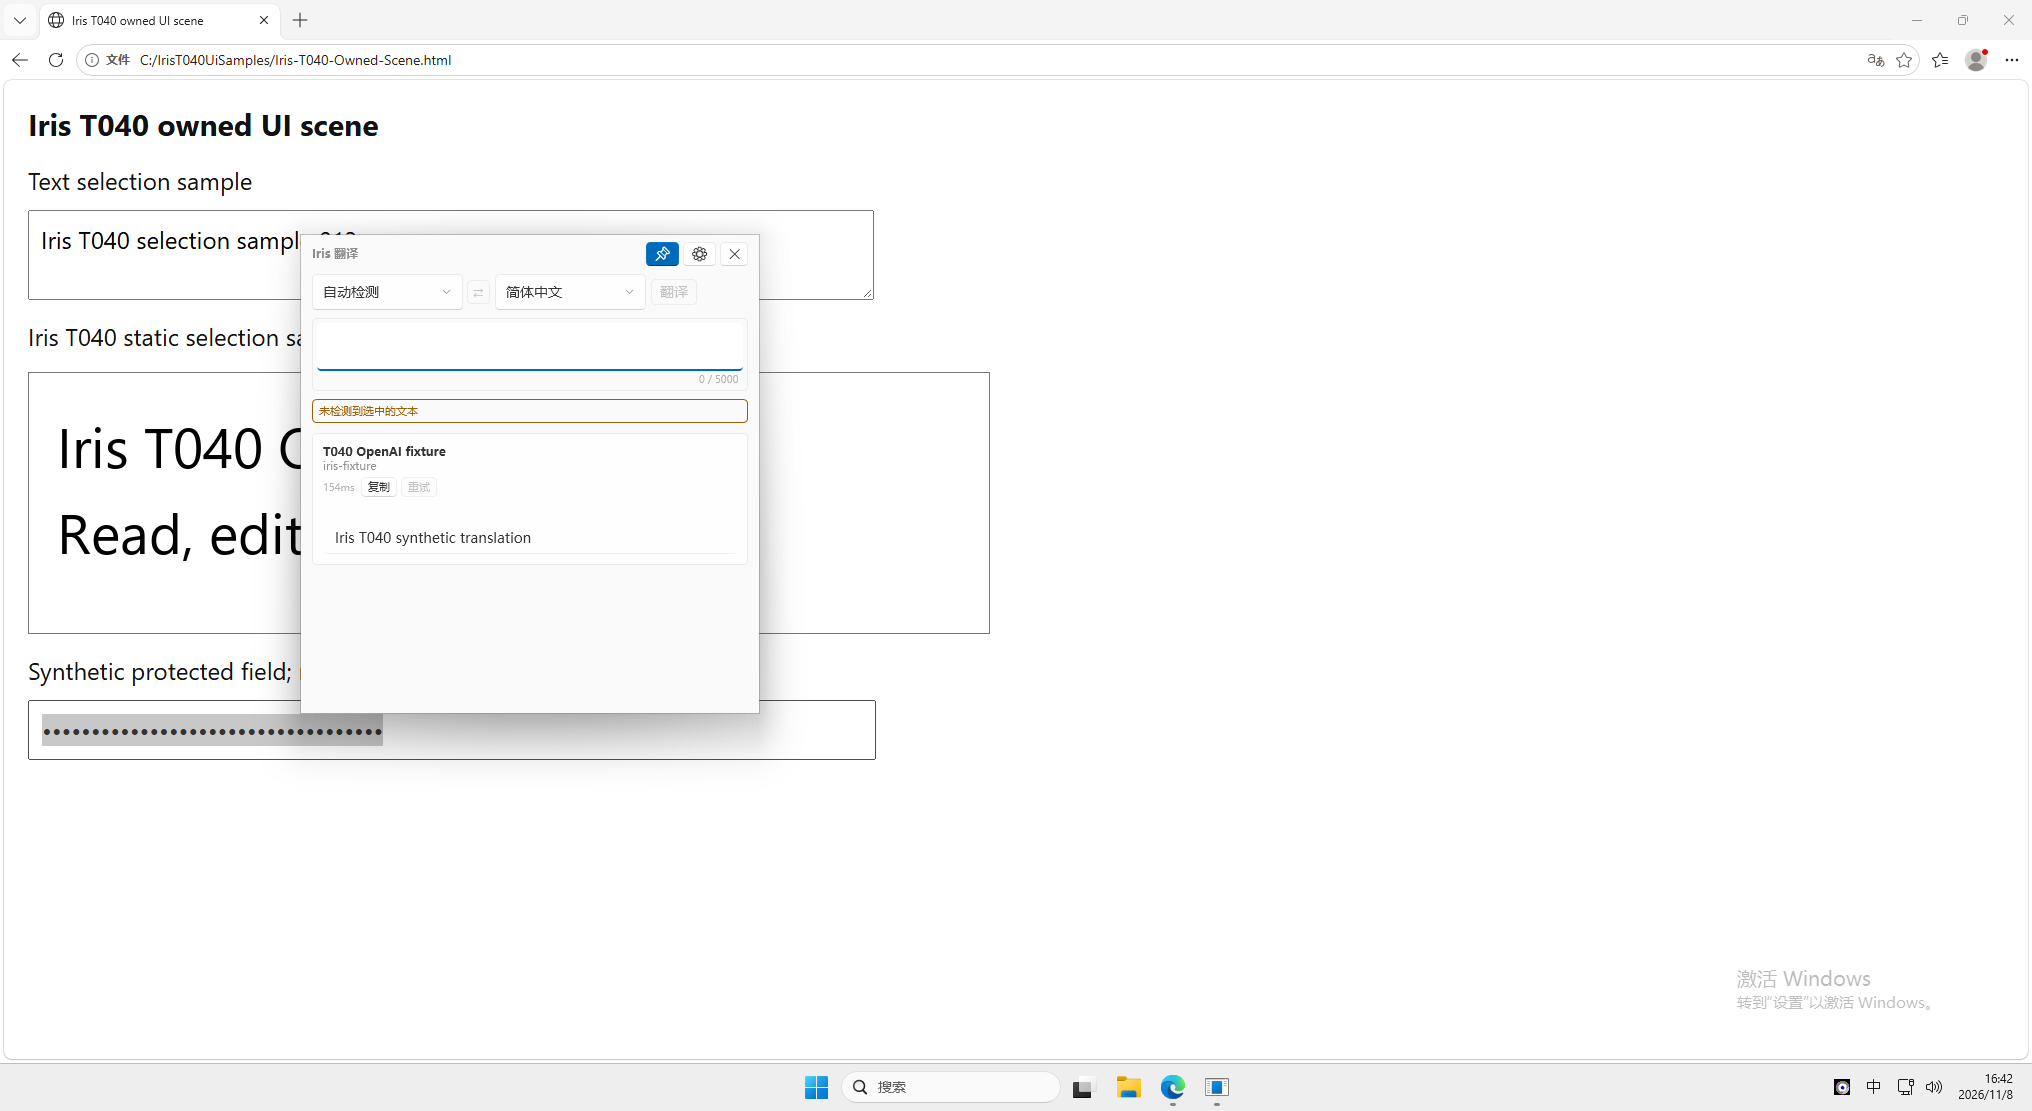 Iris T040 owned UI scene
文件 C:/IrisT040UiSamples/Iris-T040-Owned-Scene.html
Iris T040 owned UI scene
Text selection sample
Iris T040 selection sampl
Iris 翻译
自动检测
简体中文
翻译
Iris T040 static selection
0 / 5000
未检测到选中的文本
T040 OpenAI fixture
iris-fixture
154ms 复制 重试
Iris T040
Read, edit
Iris T040 synthetic translation
Synthetic protected field;
••••••••••••••••••••••••••••••••••
激活 Windows
转到“设置”以激活 Windows。
搜索
中
16:42
2026/11/8